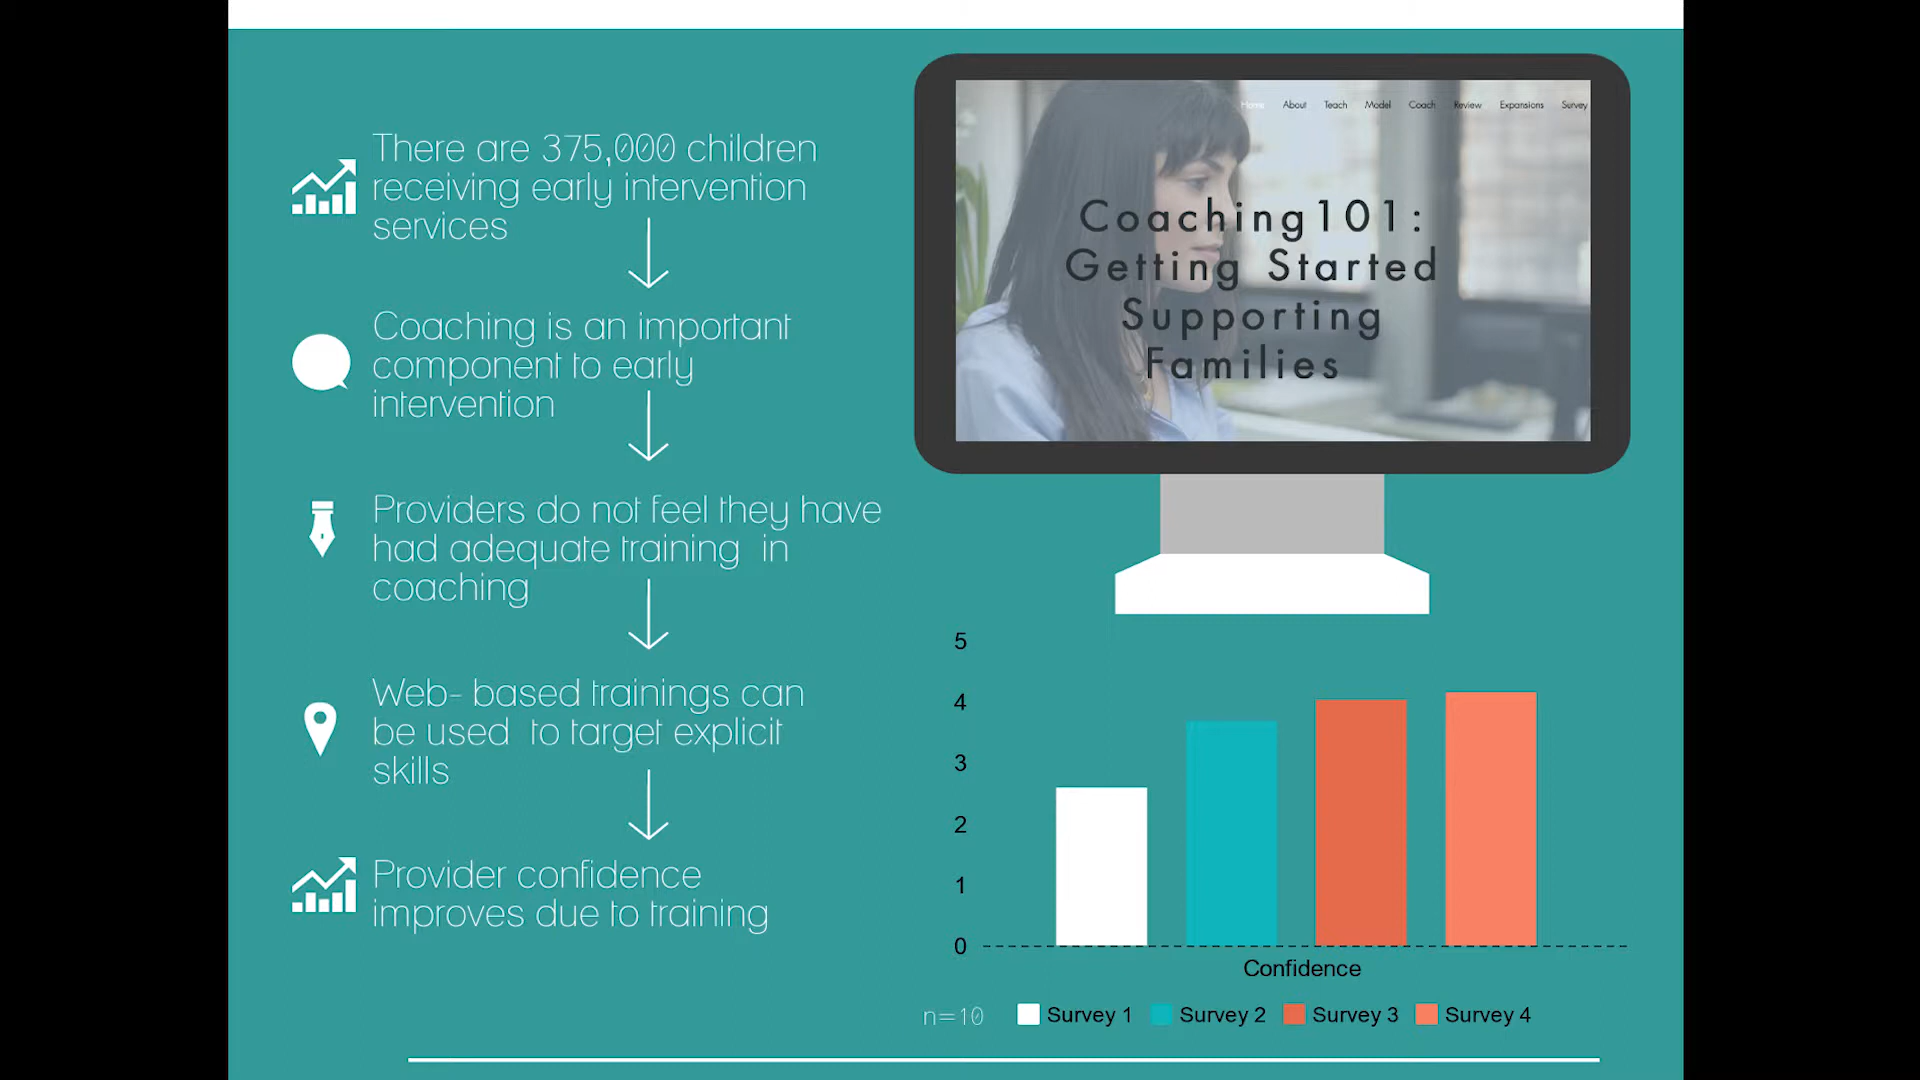 There are 375,000 children
receiving early intervention
services
Coaching is an important
component to early
intervention
Providers do not feel they have
had adequate training in
coaching
Web- based trainings can
be used to target explicit
skills
Provider confidence
improves due to training
Home About Teach Model Coach Review Expansions Survey
Coaching101:
Getting Started
Supporting
Families
5
4
3
2
1
0
Confidence
n=10 Survey 1 Survey 2 Survey 3 Survey 4